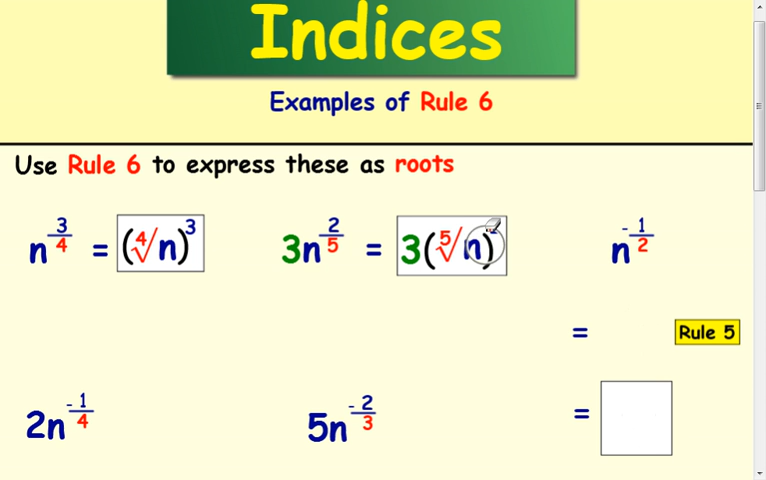 Indices
Examples of Rule 6
Use Rule 6 to express these as roots
n^(3/4) = (⁴√n)³
3n^(2/5) = 3(⁵√n)
n^(-1/2)
= Rule 5
2n^(-1/4)
5n^(-2/3)
=